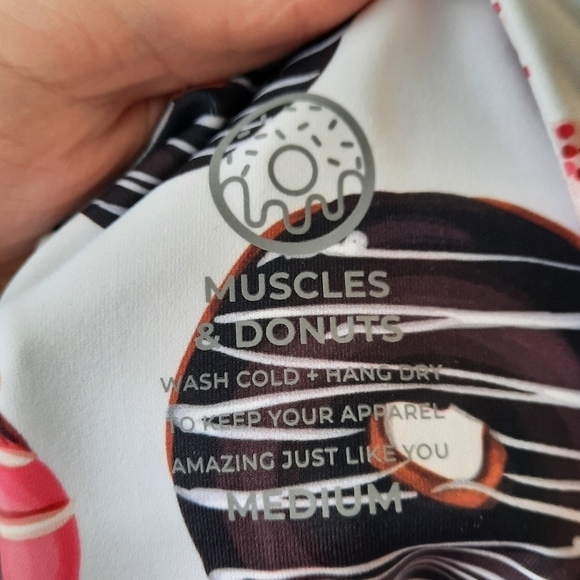 MUSCLES
& DONUTS
WASH COLD + HANG DRY
TO KEEP YOUR APPAREL
AMAZING JUST LIKE YOU
MEDIUM